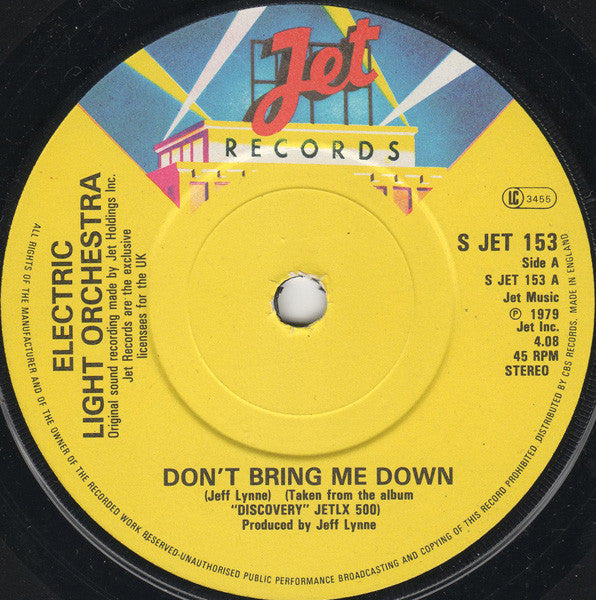 Jet
RECORDS
LC 3455
S JET 153
Side A
S JET 153 A
Jet Music
℗ 1979
Jet Inc.
4.08
45 RPM
STEREO
ELECTRIC
LIGHT ORCHESTRA
Original sound recording made by Jet Holdings Inc.
Jet Records are the exclusive
licensees for the UK
DON'T BRING ME DOWN
(Jeff Lynne) (Taken from the album
"DISCOVERY" JETLX 500)
Produced by Jeff Lynne
ALL RIGHTS OF THE MANUFACTURER AND OF THE OWNER OF THE RECORDED WORK RESERVED-UNAUTHORISED PUBLIC PERFORMANCE BROADCASTING AND COPYING OF THIS RECORD PROHIBITED. DISTRIBUTED BY CBS RECORDS. MADE IN ENGLAND